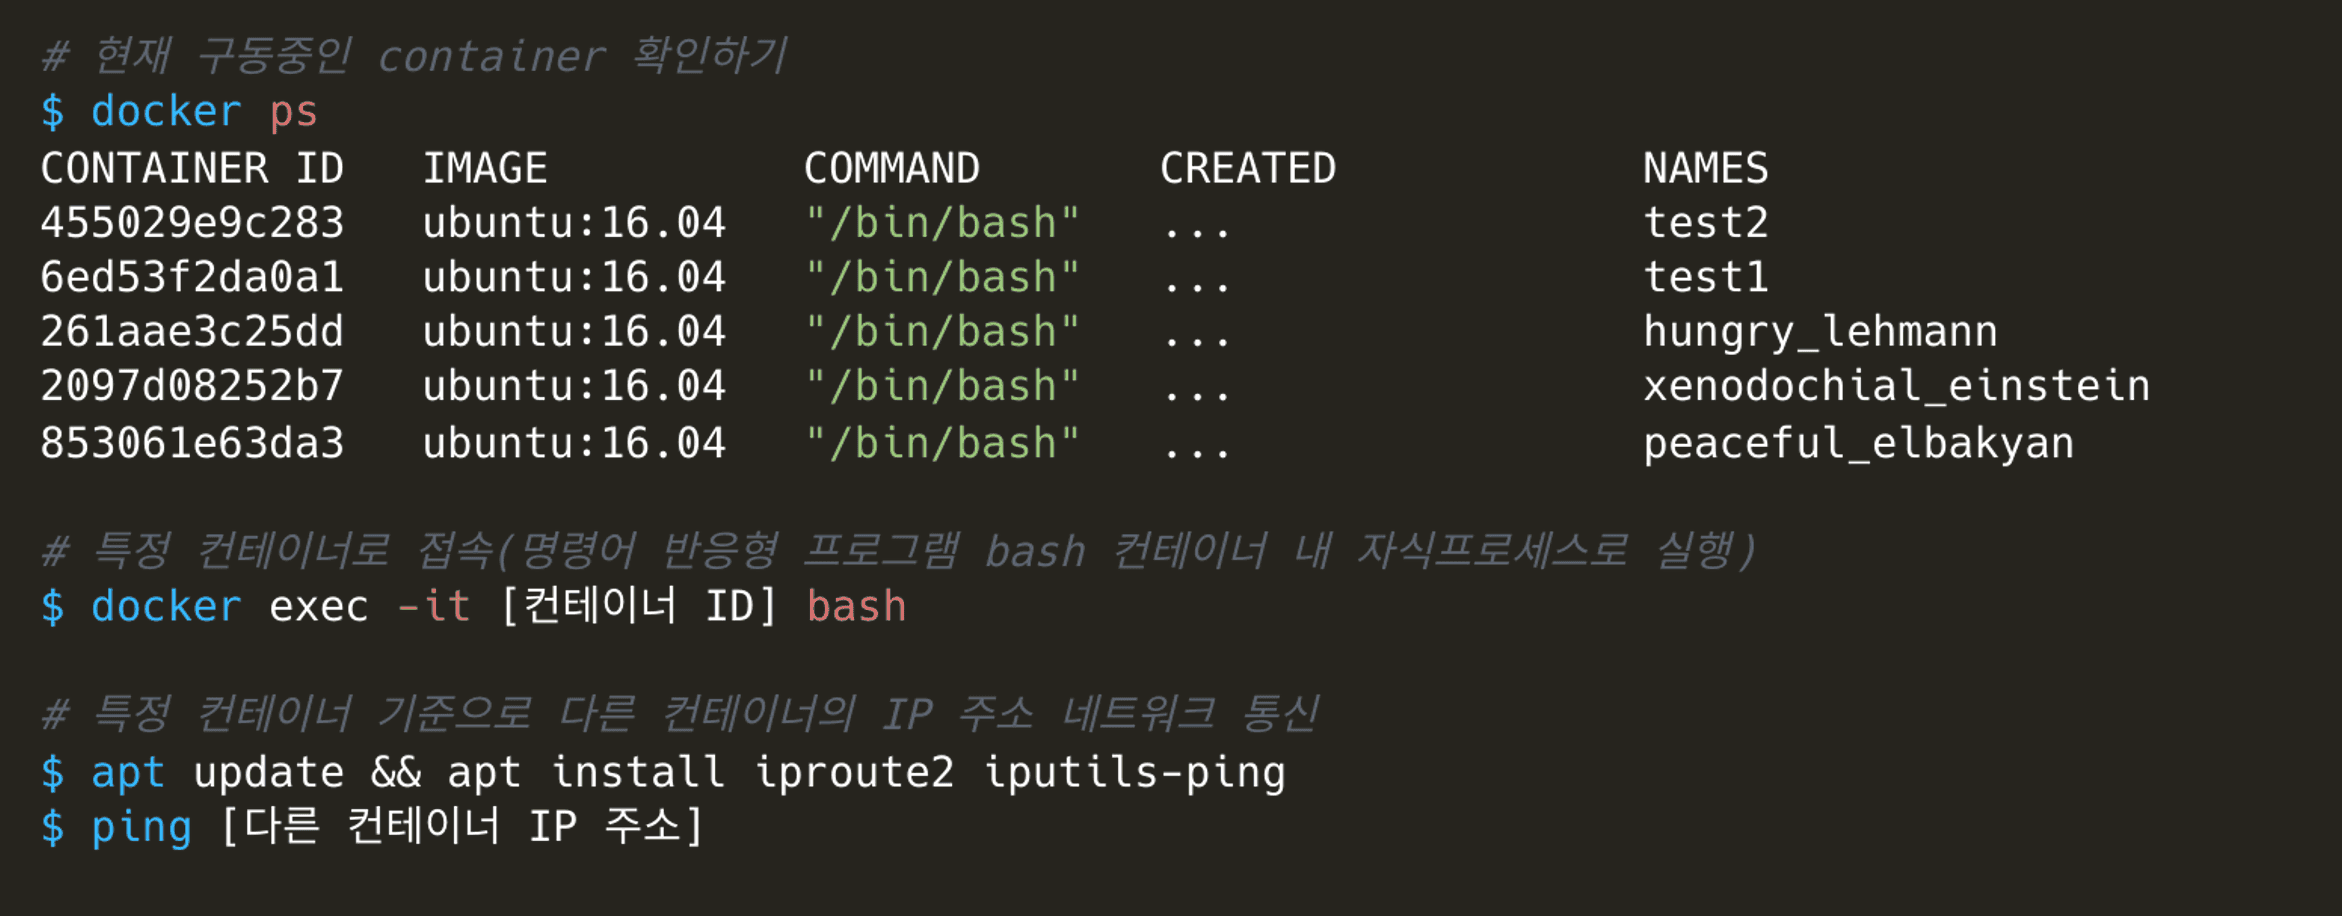 # 현재 구동중인 container 확인하기
$ docker ps
CONTAINER ID   IMAGE          COMMAND       CREATED            NAMES
455029e9c283   ubuntu:16.04   "/bin/bash"   ...                test2
6ed53f2da0a1   ubuntu:16.04   "/bin/bash"   ...                test1
261aae3c25dd   ubuntu:16.04   "/bin/bash"   ...                hungry_lehmann
2097d08252b7   ubuntu:16.04   "/bin/bash"   ...                xenodochial_einstein
853061e63da3   ubuntu:16.04   "/bin/bash"   ...                peaceful_elbakyan
# 특정 컨테이너로 접속(명령어 반응형 프로그램 bash 컨테이너 내 자식프로세스로 실행)
$ docker exec -it [컨테이너 ID] bash
# 특정 컨테이너 기준으로 다른 컨테이너의 IP 주소 네트워크 통신
$ apt update && apt install iproute2 iputils-ping
$ ping [다른 컨테이너 IP 주소]